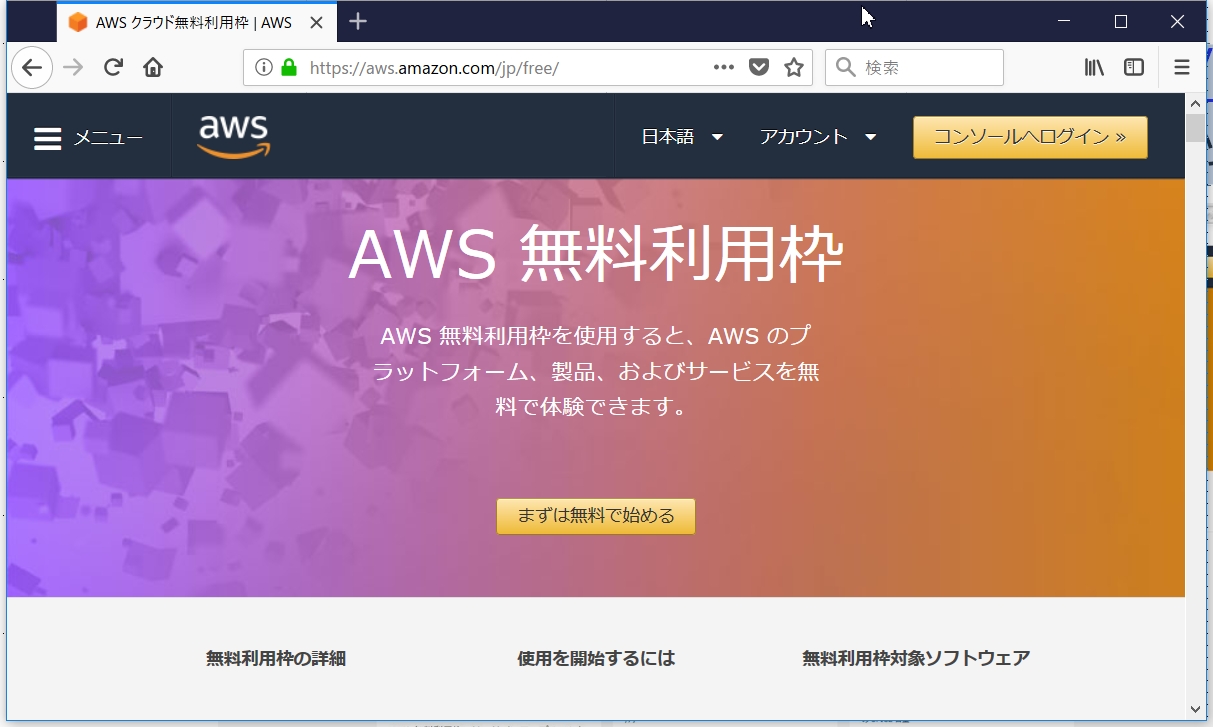 AWS クラウド無料利用枠 | AWS
https://aws.amazon.com/jp/free/
検索
メニュー
aws
日本語
アカウント
コンソールへログイン »
AWS 無料利用枠
AWS 無料利用枠を使用すると、AWS のプ
ラットフォーム、製品、およびサービスを無
料で体験できます。
まずは無料で始める
無料利用枠の詳細
使用を開始するには
無料利用枠対象ソフトウェア